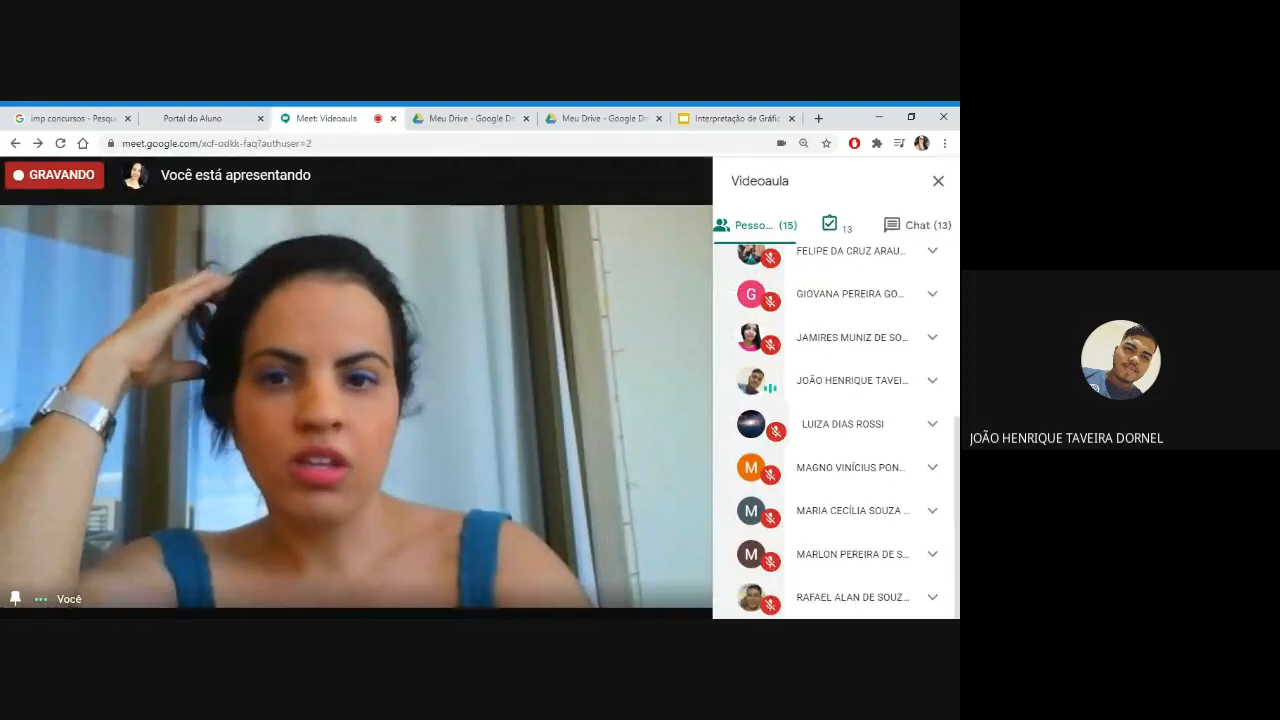 imp concursos - Pesqu
Portal do Aluno
Meet: Videoaula
Meu Drive - Google Dr
Meu Drive - Google Dr
Interpretação de Gráfic
meet.google.com/xcf-odkk-faq?authuser=2
GRAVANDO
Você está apresentando
Videoaula
Pesso... (15)
13
Chat (13)
FELIPE DA CRUZ ARAU...
G
GIOVANA PEREIRA GO...
JAMIRES MUNIZ DE SO...
JOÃO HENRIQUE TAVEI...
LUIZA DIAS ROSSI
M
MAGNO VINÍCIUS PON...
M
MARIA CECÍLIA SOUZA ...
M
MARLON PEREIRA DE S...
RAFAEL ALAN DE SOUZ...
Você
JOÃO HENRIQUE TAVEIRA DORNEL